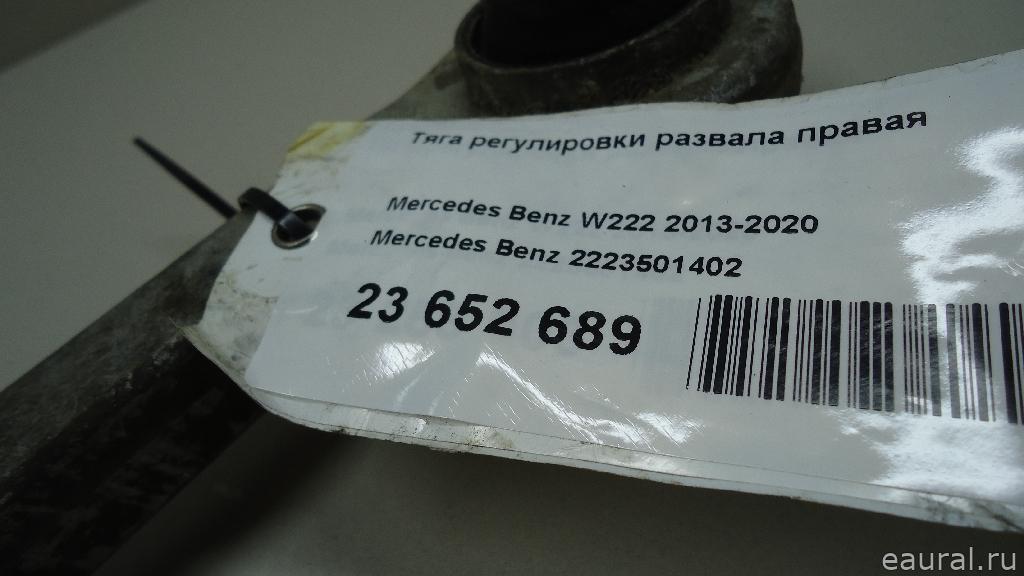 Тяга регулировки развала правая
Mercedes Benz W222 2013-2020
Mercedes Benz 2223501402
23 652 689
eaural.ru